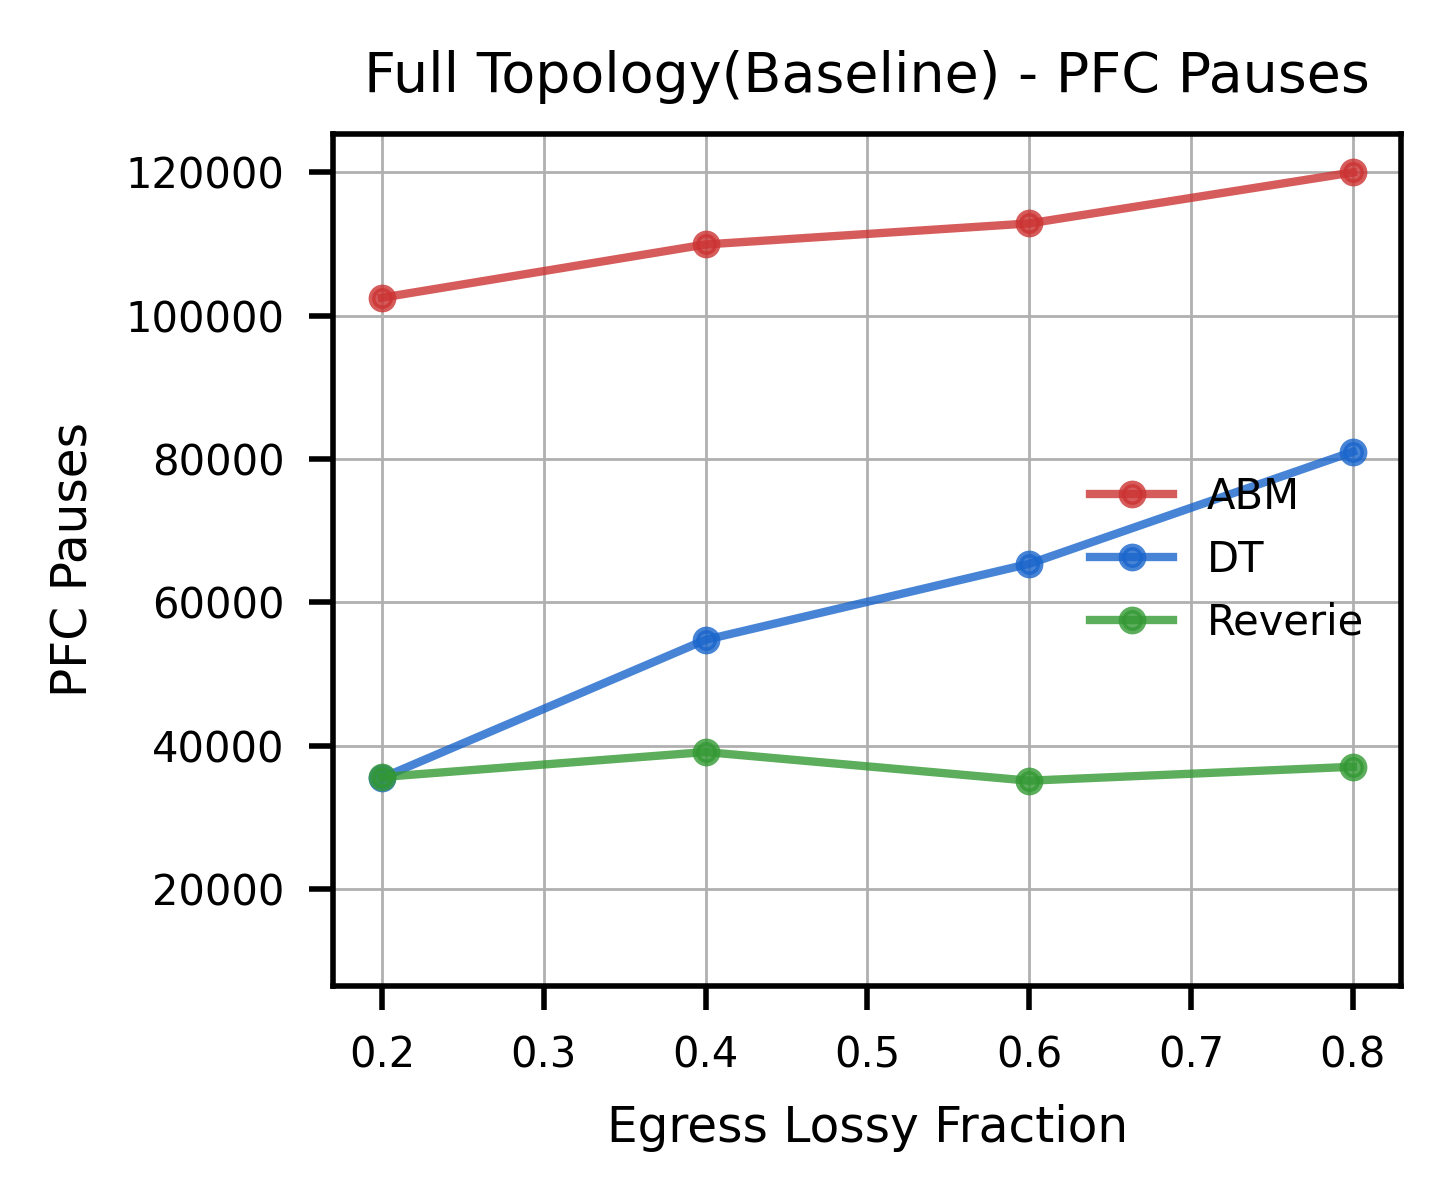 Full Topology(Baseline) - PFC Pauses
PFC Pauses
120000
100000
80000
60000
40000
20000
ABM
DT
Reverie
0.2 0.3 0.4 0.5 0.6 0.7 0.8
Egress Lossy Fraction